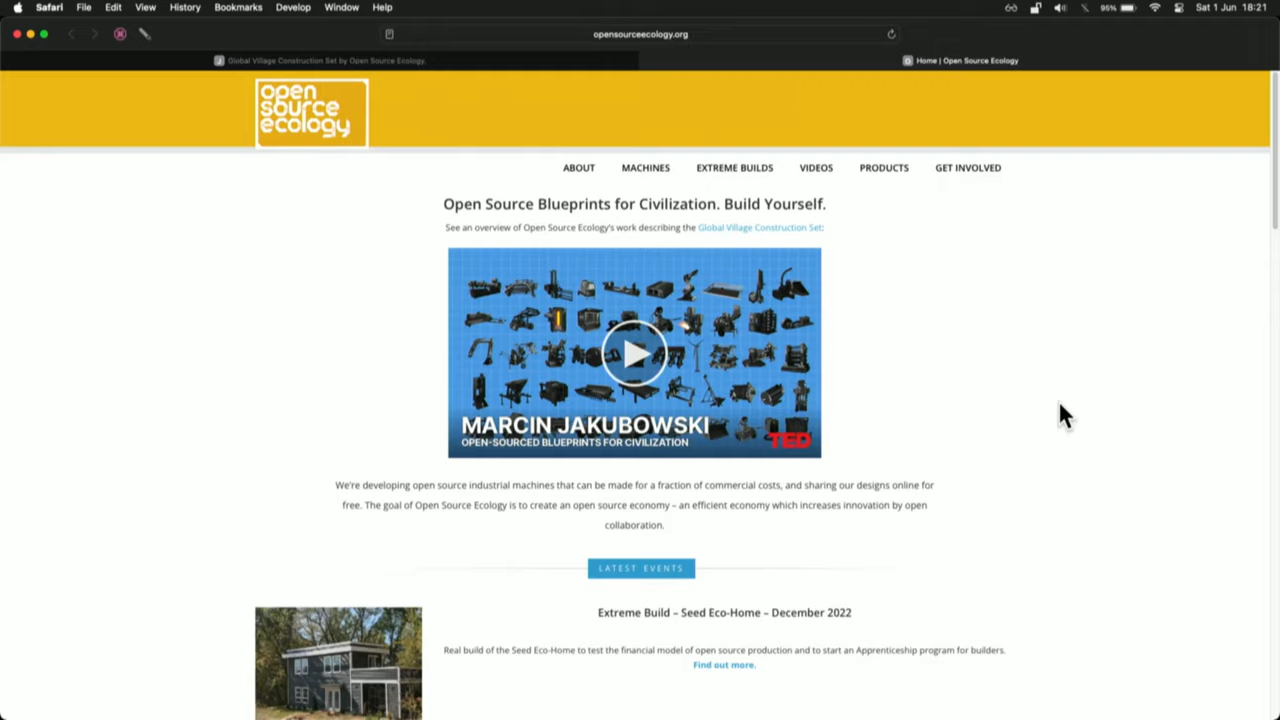 Safari File Edit View History Bookmarks Develop Window Help 95% Sat 1 Jun 18:21
opensourceecology.org
J Global Village Construction Set by Open Source Ecology. O Home | Open Source Ecology
open
source
ecology
ABOUT MACHINES EXTREME BUILDS VIDEOS PRODUCTS GET INVOLVED
Open Source Blueprints for Civilization. Build Yourself.
See an overview of Open Source Ecology's work describing the Global Village Construction Set:
MARCIN JAKUBOWSKI
OPEN-SOURCED BLUEPRINTS FOR CIVILIZATION
TED
We're developing open source industrial machines that can be made for a fraction of commercial costs, and sharing our designs online for
free. The goal of Open Source Ecology is to create an open source economy – an efficient economy which increases innovation by open
collaboration.
LATEST EVENTS
Extreme Build – Seed Eco-Home – December 2022
Real build of the Seed Eco-Home to test the financial model of open source production and to start an Apprenticeship program for builders.
Find out more.